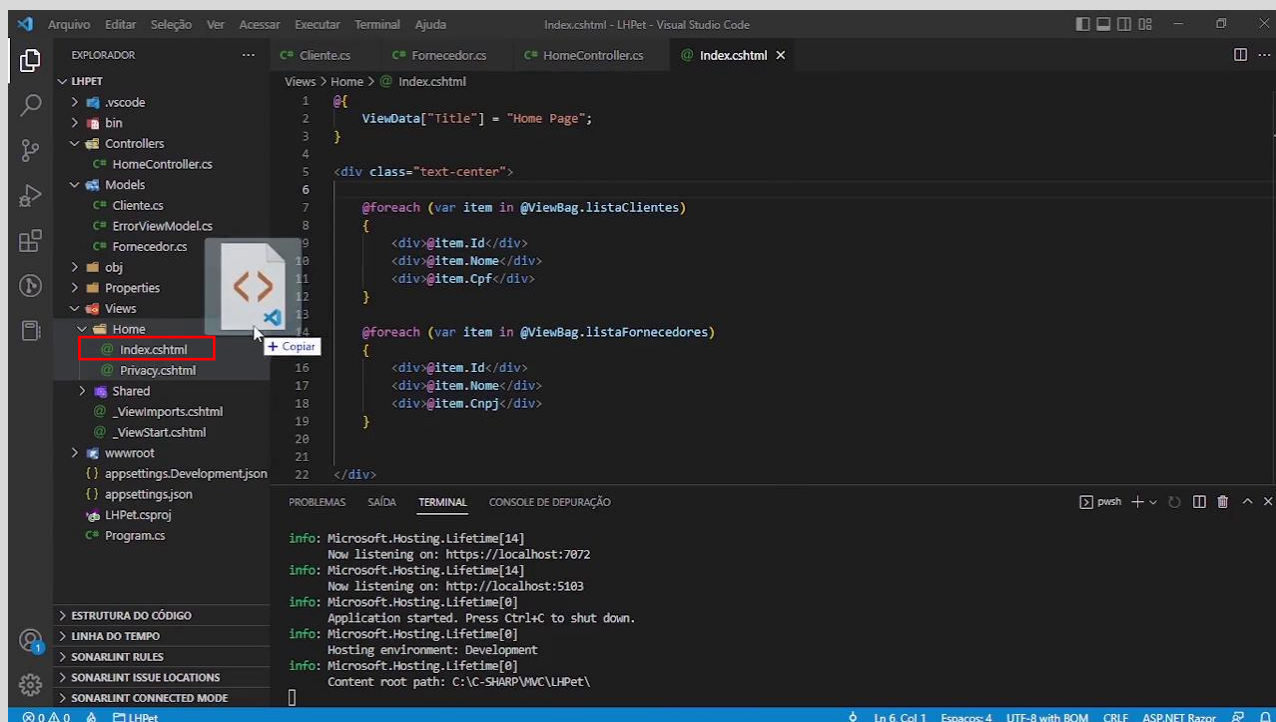 Arquivo Editar Seleção Ver Acessar Executar Terminal Ajuda Index.cshtml - LHPet - Visual Studio Code
EXPLORADOR ··· C# Cliente.cs C# Fornecedor.cs C# HomeController.cs @ Index.cshtml
LHPET
.vscode
bin
Controllers
C# HomeController.cs
Models
C# Cliente.cs
C# ErrorViewModel.cs
C# Fornecedor.cs
obj
Properties
Views
Home
@ Index.cshtml
@ Privacy.cshtml
Shared
@ _ViewImports.cshtml
@ _ViewStart.cshtml
wwwroot
{ } appsettings.Development.json
{ } appsettings.json
LHPet.csproj
C# Program.cs
ESTRUTURA DO CÓDIGO
LINHA DO TEMPO
SONARLINT RULES
SONARLINT ISSUE LOCATIONS
SONARLINT CONNECTED MODE
1
+ Copiar
Views > Home > @ Index.cshtml
1 @{
2 ViewData["Title"] = "Home Page";
3 }
4
5 <div class="text-center">
6
7 @foreach (var item in @ViewBag.listaClientes)
8 {
9 <div>@item.Id</div>
10 <div>@item.Nome</div>
11 <div>@item.Cpf</div>
12 }
13
14 @foreach (var item in @ViewBag.listaFornecedores)
{
16 <div>@item.Id</div>
17 <div>@item.Nome</div>
18 <div>@item.Cnpj</div>
19 }
20
21
22 </div>
PROBLEMAS SAÍDA TERMINAL CONSOLE DE DEPURAÇÃO pwsh
info: Microsoft.Hosting.Lifetime[14]
Now listening on: https://localhost:7072
info: Microsoft.Hosting.Lifetime[14]
Now listening on: http://localhost:5103
info: Microsoft.Hosting.Lifetime[0]
Application started. Press Ctrl+C to shut down.
info: Microsoft.Hosting.Lifetime[0]
Hosting environment: Development
info: Microsoft.Hosting.Lifetime[0]
Content root path: C:\C-SHARP\MVC\LHPet\
0 0 LHPet Ln 6, Col 1 Espaços: 4 UTF-8 with BOM CRLF ASP.NET Razor